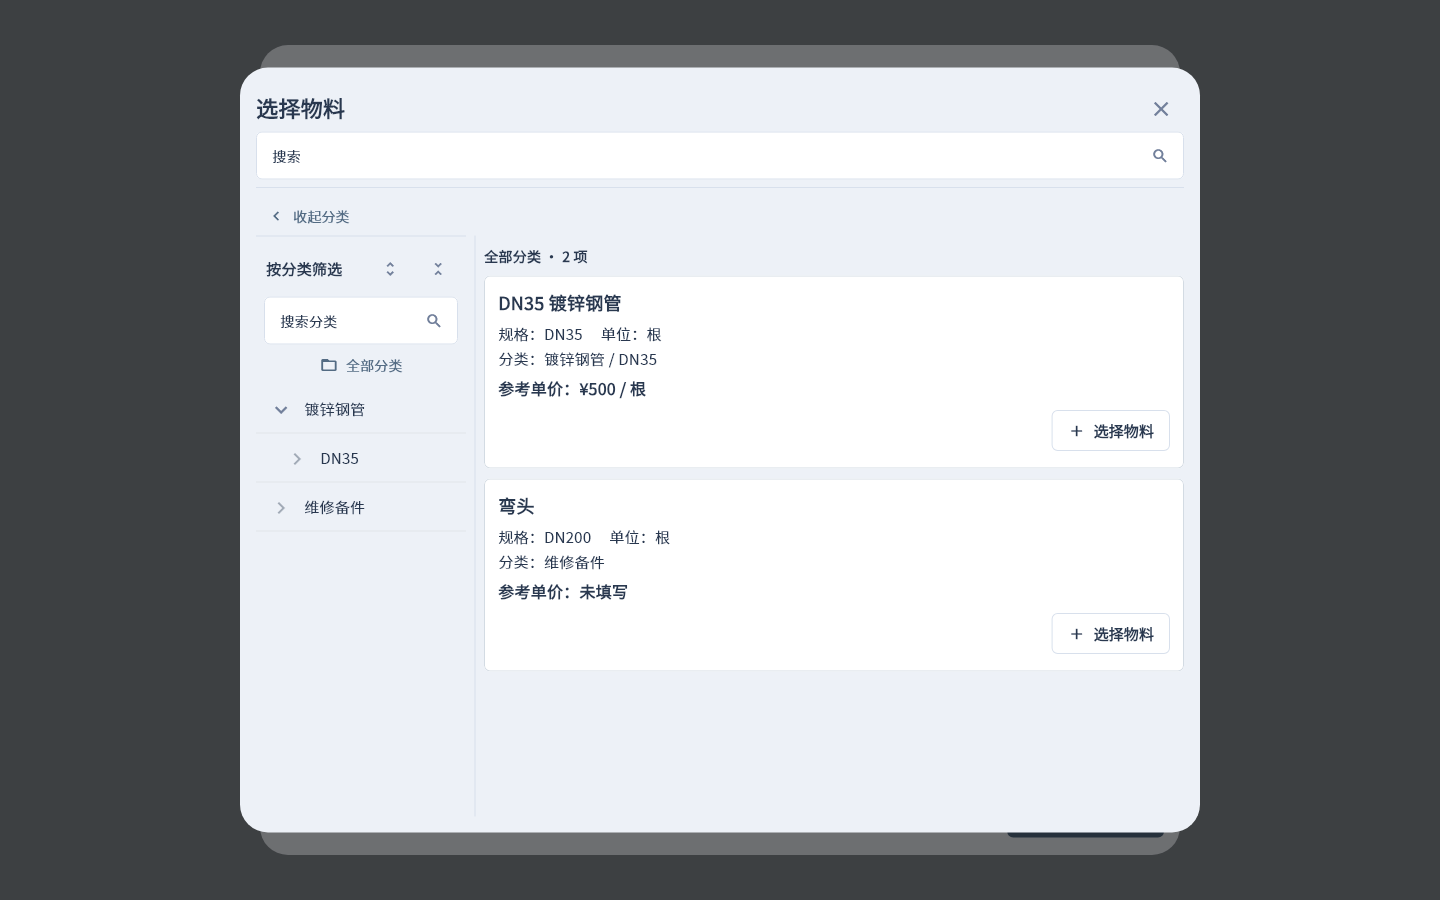 选择物料
搜索
收起分类
按分类筛选
搜索分类
全部分类
镀锌钢管
DN35
维修备件
全部分类 · 2 项
DN35 镀锌钢管
规格：DN35 单位：根
分类：镀锌钢管 / DN35
参考单价：¥500 / 根
选择物料
弯头
规格：DN200 单位：根
分类：维修备件
参考单价：未填写
选择物料